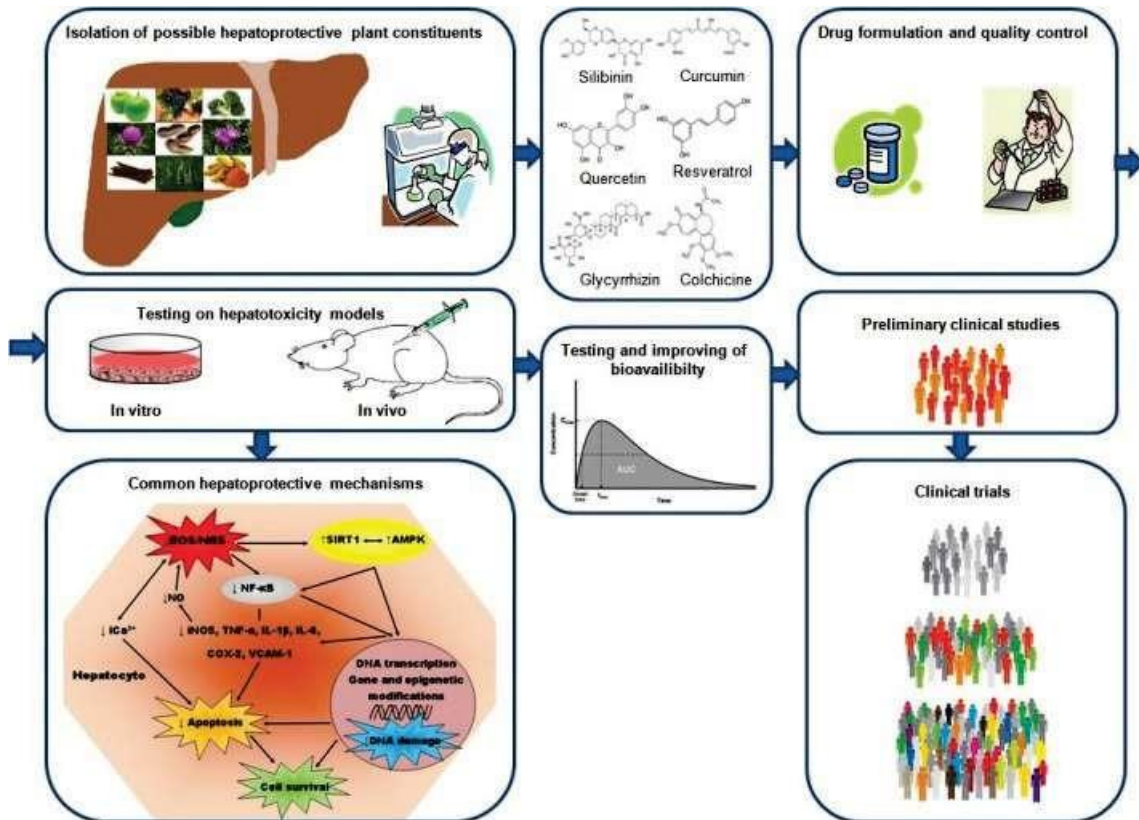 Isolation of possible hepatoprotective plant constituents
Silibinin
Curcumin
Quercetin
Resveratrol
Glycyrrhizin
Colchicine
Drug formulation and quality control
Testing on hepatotoxicity models
In vitro
In vivo
Testing and improving of
bioavailibilty
Concentration
AUC
Time
Preliminary clinical studies
Common hepatoprotective mechanisms
↑SIRT1 ⟷ ↑AMPK
↓ NF-κB
↓NO
↓ iCa²⁺
↓ iNOS, TNF-α, IL-1β, IL-6,
COX-2, VCAM-1
Hepatocyto
DNA transcription
Gene and epigenetic
modifications
↓ Apoptosis
↓DNA damage
Cell survival
Clinical trials